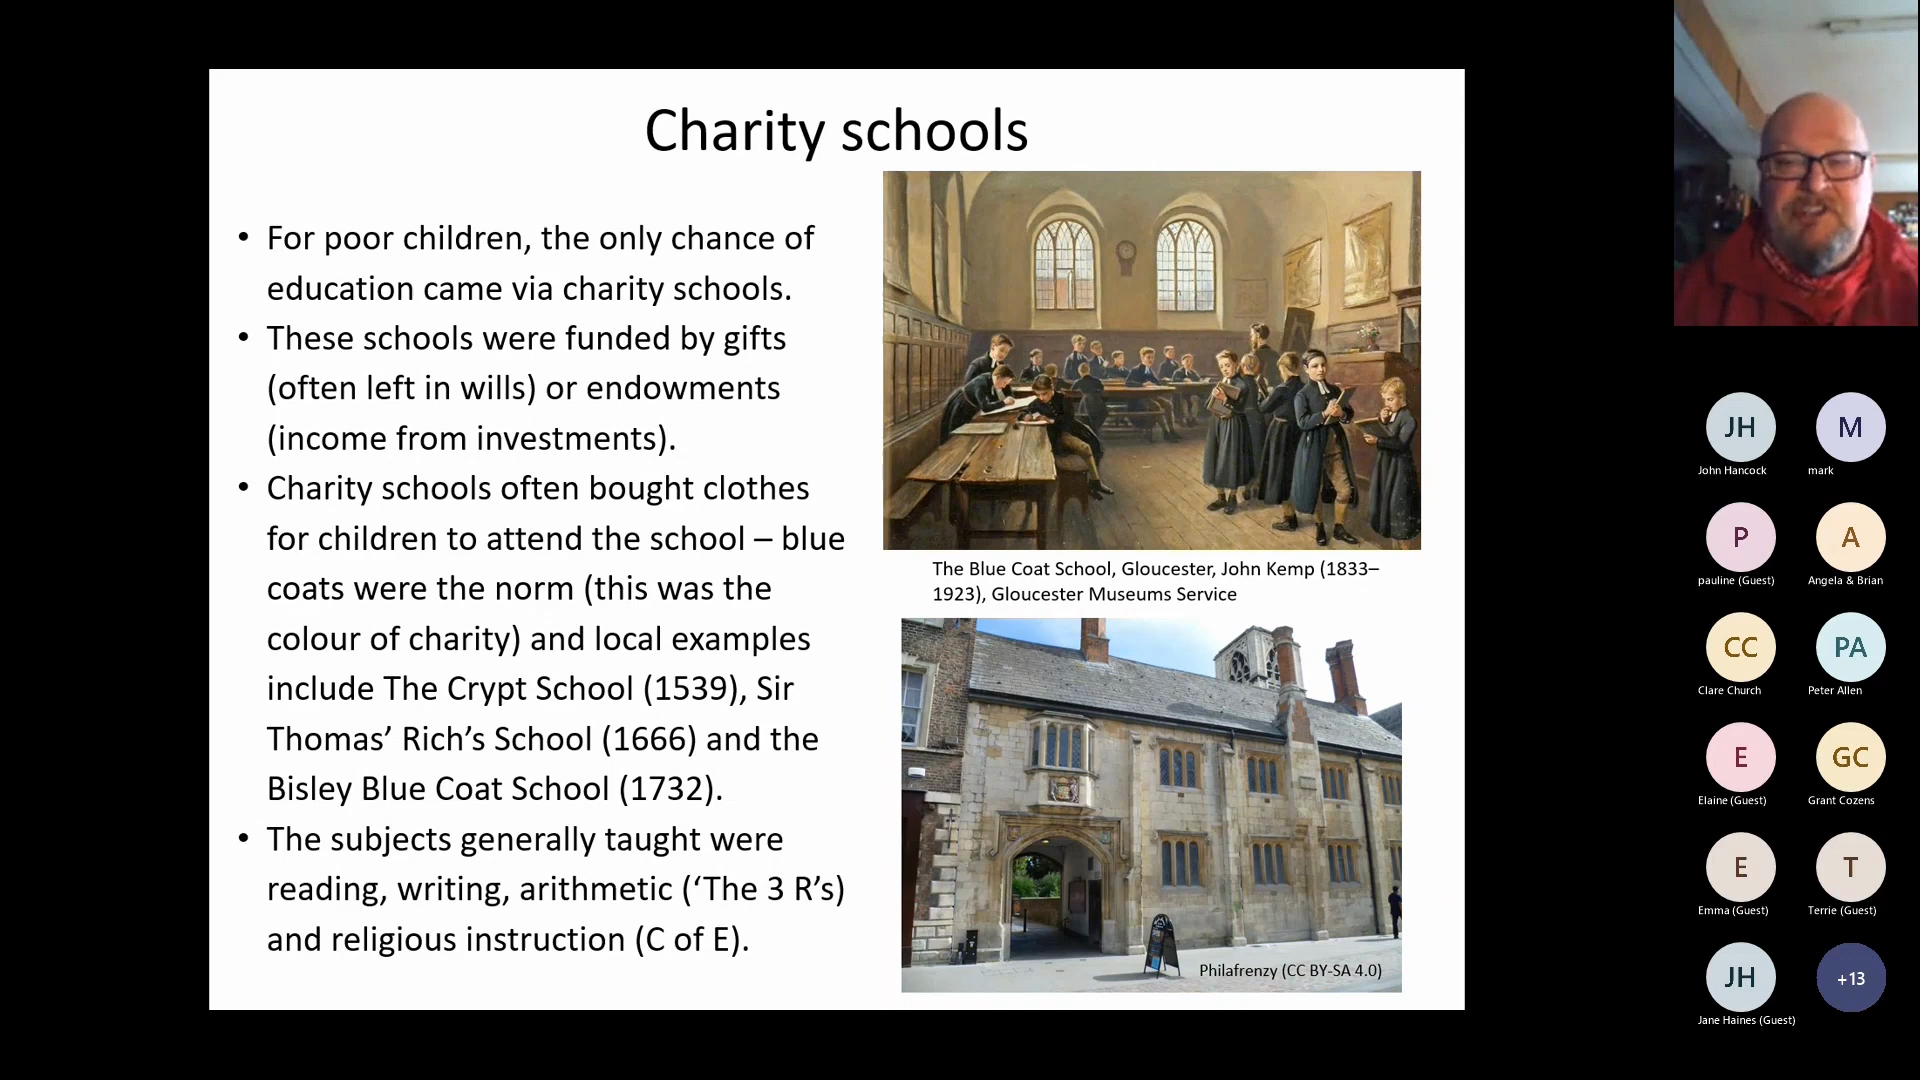 Charity schools
• For poor children, the only chance of
education came via charity schools.
• These schools were funded by gifts
(often left in wills) or endowments
(income from investments).
• Charity schools often bought clothes
for children to attend the school – blue
coats were the norm (this was the
colour of charity) and local examples
include The Crypt School (1539), Sir
Thomas’ Rich’s School (1666) and the
Bisley Blue Coat School (1732).
• The subjects generally taught were
reading, writing, arithmetic (‘The 3 R’s)
and religious instruction (C of E).
The Blue Coat School, Gloucester, John Kemp (1833–
1923), Gloucester Museums Service
Philafrenzy (CC BY-SA 4.0)
JH
John Hancock
M
mark
P
pauline (Guest)
A
Angela & Brian
CC
Clare Church
PA
Peter Allen
E
Elaine (Guest)
GC
Grant Cozens
E
Emma (Guest)
T
Terrie (Guest)
JH
Jane Haines (Guest)
+13